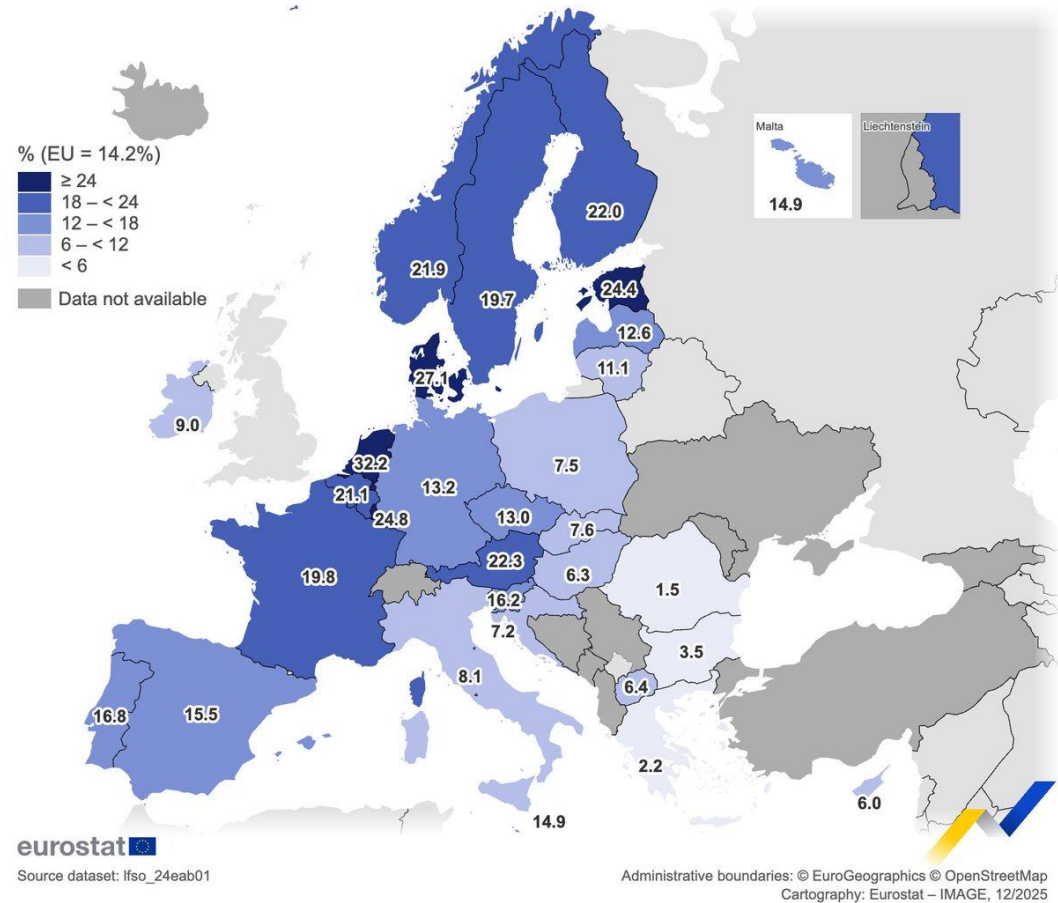 % (EU = 14.2%)
≥ 24
18 – < 24
12 – < 18
6 – < 12
< 6
Data not available
Malta
14.9
Liechtenstein
22.0
21.9
19.7
24.4
12.6
11.1
27.1
9.0
32.2
21.1
24.8
13.2
7.5
13.0
7.6
22.3
6.3
19.8
16.2
7.2
1.5
3.5
8.1
6.4
16.8
15.5
2.2
6.0
14.9
eurostat
Source dataset: lfso_24eab01
Administrative boundaries: © EuroGeographics © OpenStreetMap
Cartography: Eurostat – IMAGE, 12/2025